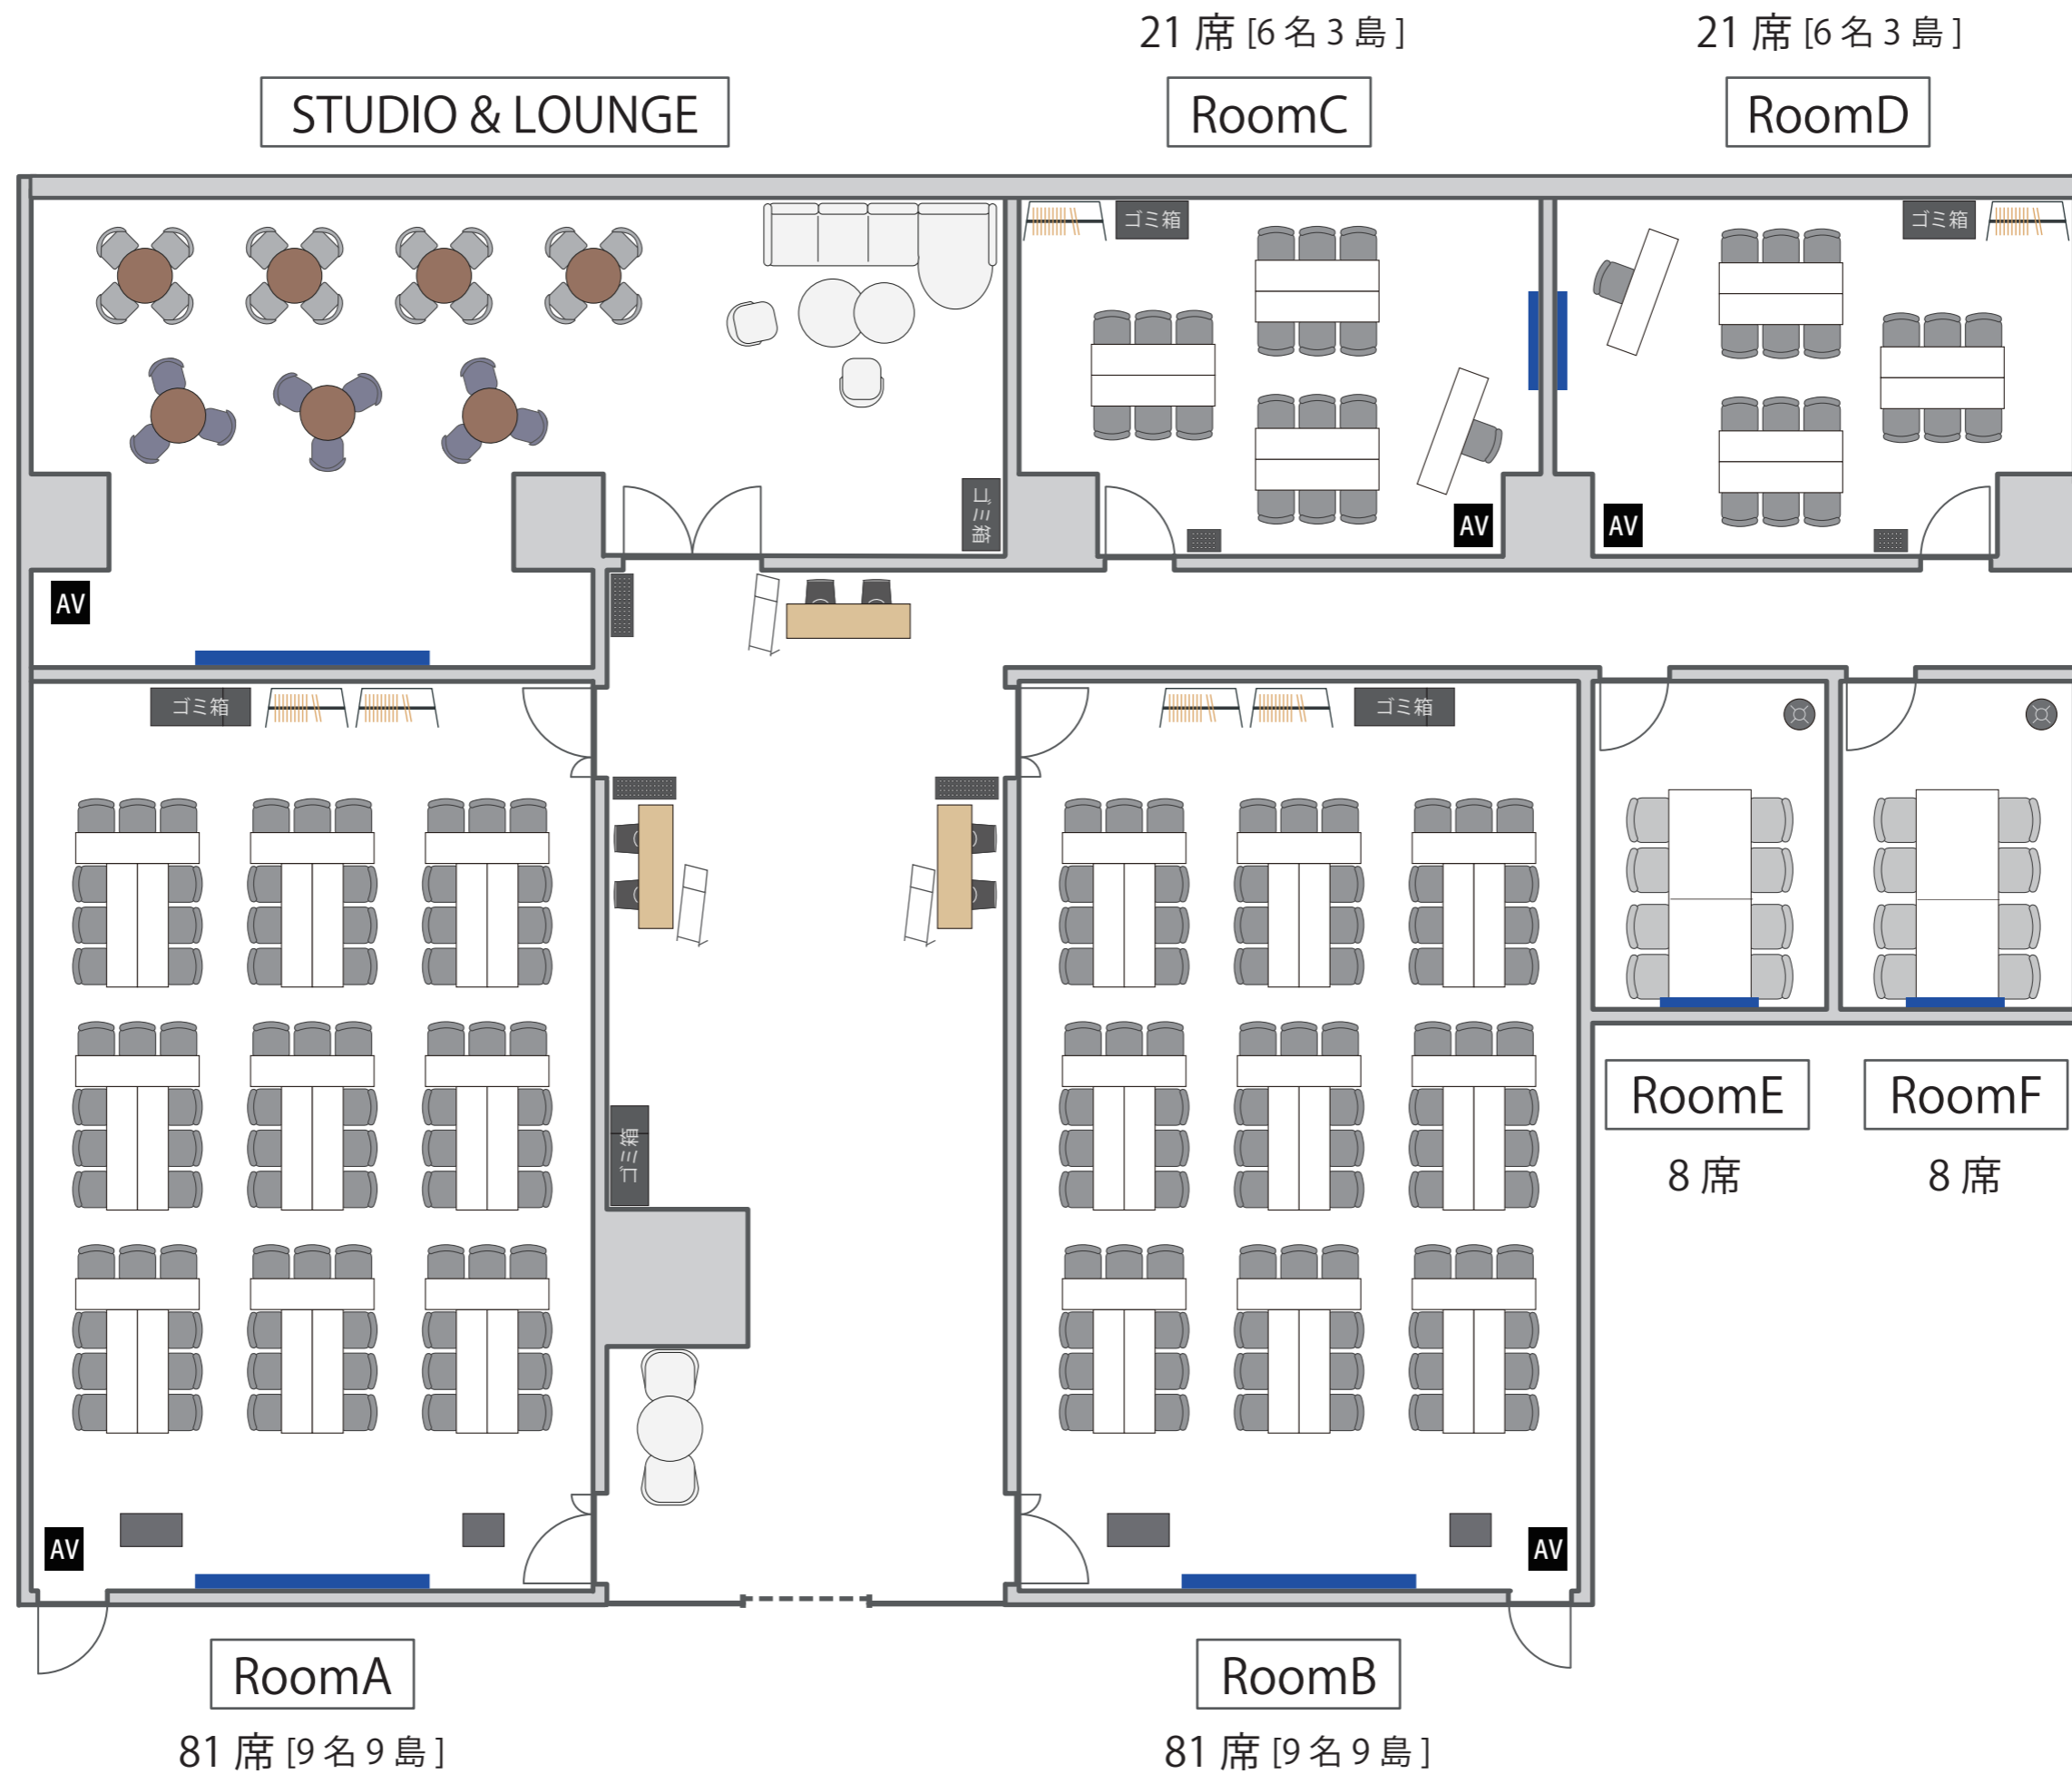 21 席 [6 名 3 島 ]
21 席 [6 名 3 島 ]
STUDIO & LOUNGE
RoomC
RoomD
ゴミ箱
ゴミ箱
ゴミ箱
AV
AV
AV
ゴミ箱
ゴミ箱
ゴミ箱
RoomE
RoomF
8 席
8 席
AV
AV
RoomA
RoomB
81 席 [9 名 9 島 ]
81 席 [9 名 9 島 ]